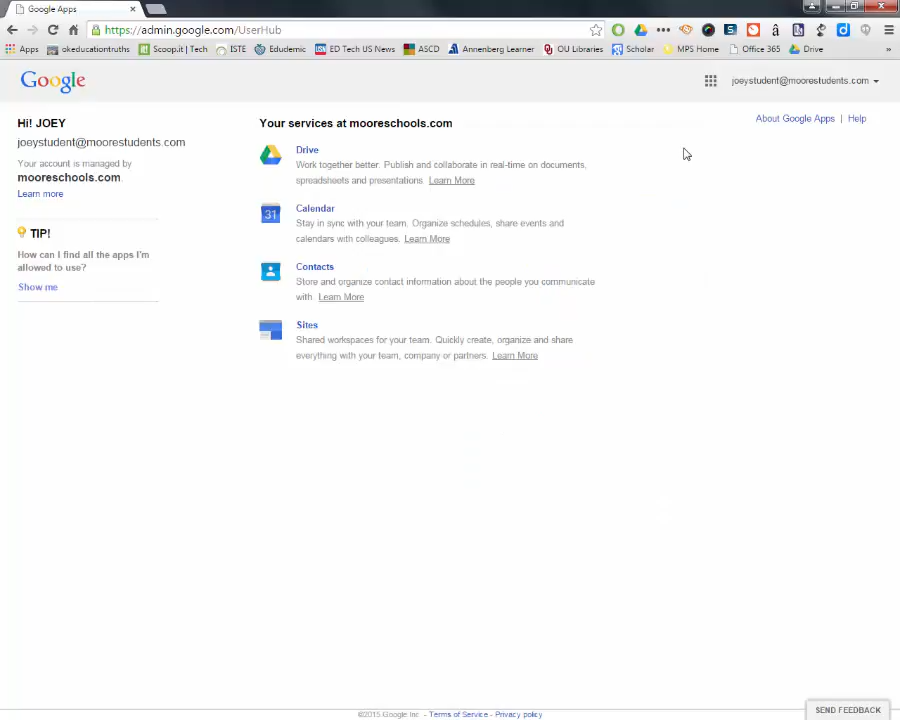 Google Apps
https://admin.google.com/UserHub
Apps okeducationtruths Scoop.it | Tech ISTE Edudemic ED Tech US News ASCD Annenberg Learner OU Libraries Scholar MPS Home Office 365 Drive »
Google
joeystudent@moorestudents.com
About Google Apps | Help
Hi! JOEY
joeystudent@moorestudents.com
Your account is managed by
mooreschools.com
Learn more
TIP!
How can I find all the apps I'm
allowed to use?
Show me
Your services at mooreschools.com
Drive
Work together better. Publish and collaborate in real-time on documents,
spreadsheets and presentations. Learn More
31
Calendar
Stay in sync with your team. Organize schedules, share events and
calendars with colleagues. Learn More
Contacts
Store and organize contact information about the people you communicate
with. Learn More
Sites
Shared workspaces for your team. Quickly create, organize and share
everything with your team, company or partners. Learn More
©2015 Google Inc. - Terms of Service - Privacy policy
SEND FEEDBACK